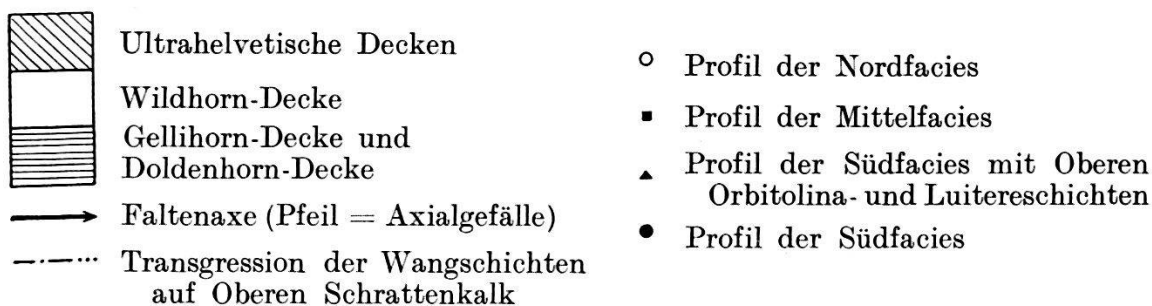 Ultrahelvetische Decken
Wildhorn-Decke
Gellihorn-Decke und
Doldenhorn-Decke
Faltenaxe (Pfeil = Axialgefälle)
Transgression der Wangschichten
auf Oberen Schrattenkalk
Profil der Nordfacies
Profil der Mittelfacies
Profil der Südfacies mit Oberen
Orbitolina- und Luitereschichten
Profil der Südfacies